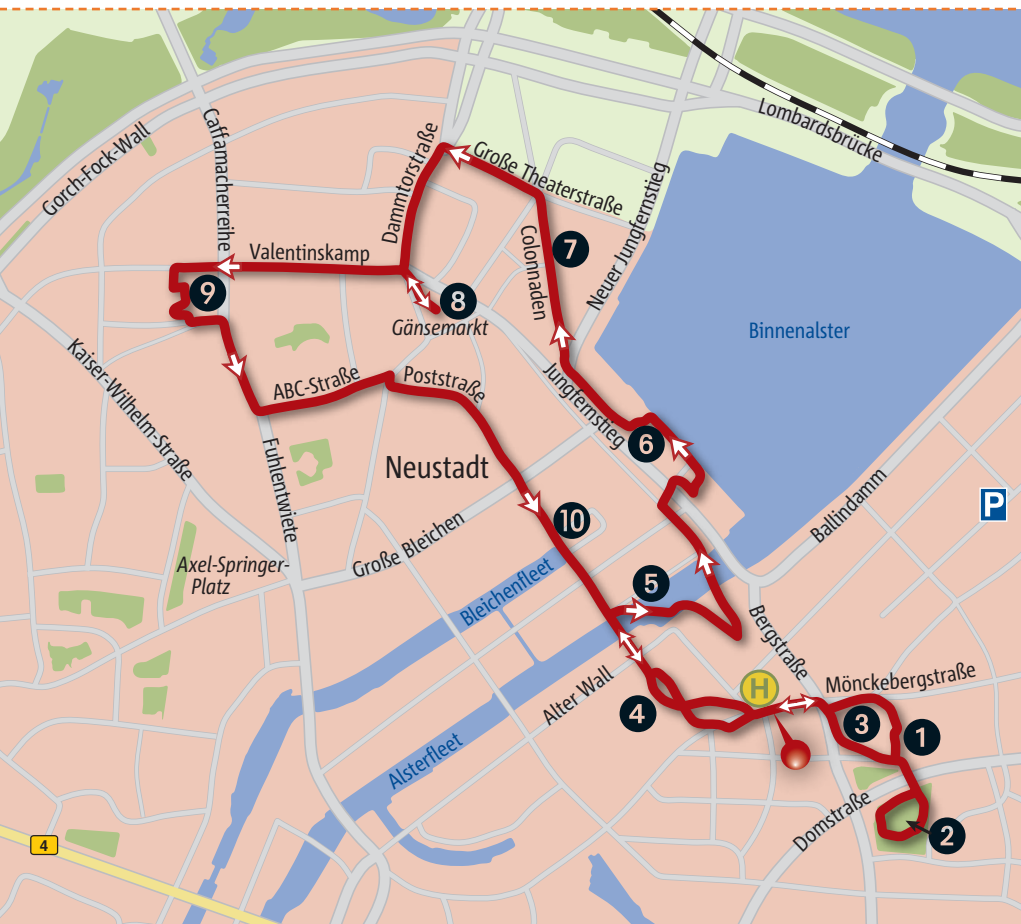 Lombardsbrücke
Gorch-Fock-Wall
Caffamacherreihe
Dammtorstraße
Große Theaterstraße
Neuer Jungfernstieg
Colonnaden
7
Valentinskamp
9
8
Gänsemarkt
Binnenalster
Kaiser-Wilhelm-Straße
ABC-Straße
Poststraße
Jungfernstieg
6
Fuhlentwiete
Neustadt
Ballindamm
P
10
Große Bleichen
Axel-Springer-
Platz
Bleichenfleet
5
Bergstraße
Alter Wall
H
Mönckebergstraße
4
3
1
Alsterfleet
Domstraße
2
4